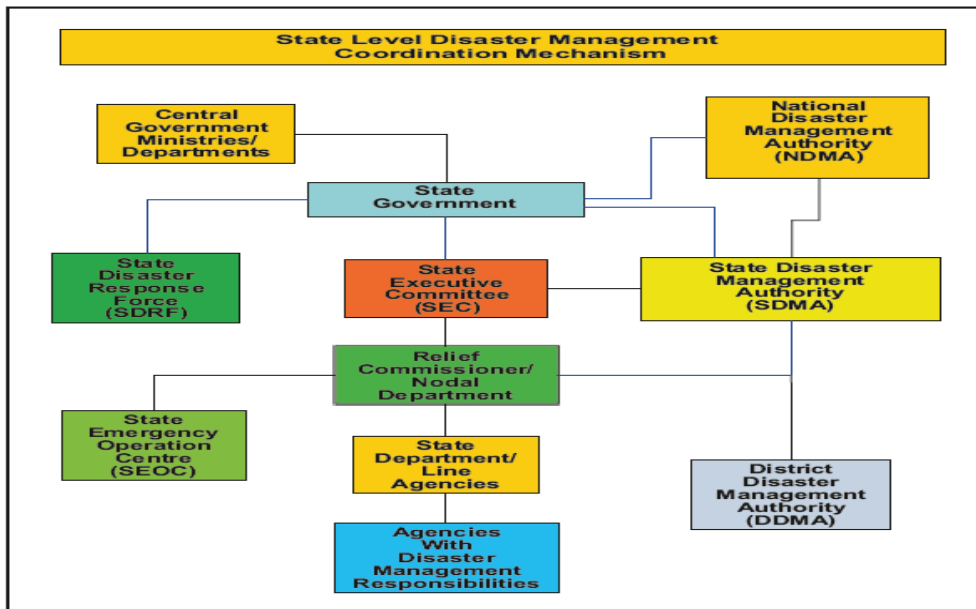 State Level Disaster Management
Coordination Mechanism
Central
Government
Ministries/
Departments
National
Disaster
Management
Authority
(NDMA)
State
Government
State
Disaster
Response
Force
(SDRF)
State
Executive
Committee
(SEC)
State Disaster
Management
Authority
(SDMA)
Relief
Commissioner/
Nodal
Department
State
Emergency
Operation
Centre
(SEOC)
State
Department/
Line
Agencies
District
Disaster
Management
Authority
(DDMA)
Agencies
With
Disaster
Management
Responsibilities